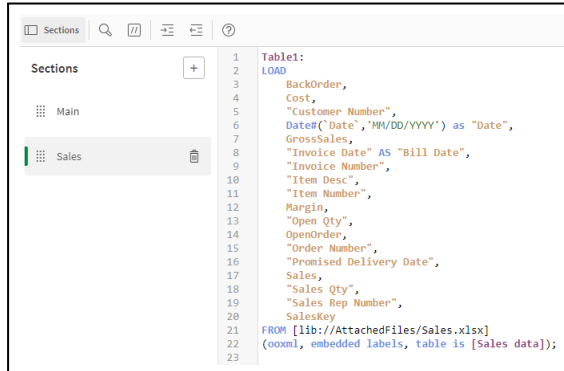 Sections
Sections
Main
Sales
1 Table1:
2 LOAD
3 BackOrder,
4 Cost,
5 "Customer Number",
6 Date#(`Date`,'MM/DD/YYYY') as "Date",
7 GrossSales,
8 "Invoice Date" AS "Bill Date",
9 "Invoice Number",
10 "Item Desc",
11 "Item Number",
12 Margin,
13 "Open Qty",
14 OpenOrder,
15 "Order Number",
16 "Promised Delivery Date",
17 Sales,
18 "Sales Qty",
19 "Sales Rep Number",
20 SalesKey
21 FROM [lib://AttachedFiles/Sales.xlsx]
22 (ooxml, embedded labels, table is [Sales data]);
23